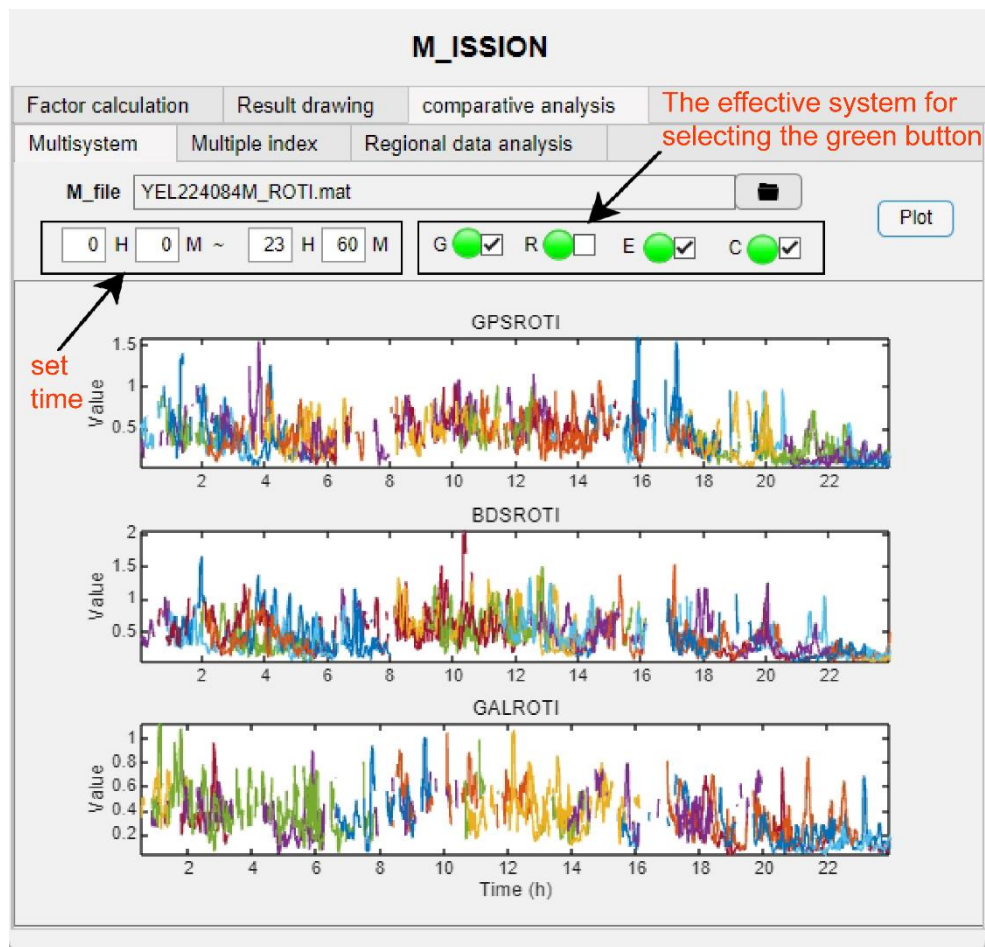 M_ISSION
Factor calculation Result drawing comparative analysis
The effective system for
selecting the green button
Multisystem Multiple index Regional data analysis
M_file YEL224084M_ROTI.mat
Plot
0 H 0 M ~ 23 H 60 M G R E C
set
time
GPSROTI
1.5
1
0.5
Value
2 4 6 8 10 12 14 16 18 20 22
BDSROTI
2
1.5
1
0.5
Value
2 4 6 8 10 12 14 16 18 20 22
GALROTI
1
0.8
0.6
0.4
0.2
Value
2 4 6 8 10 12 14 16 18 20 22
Time (h)